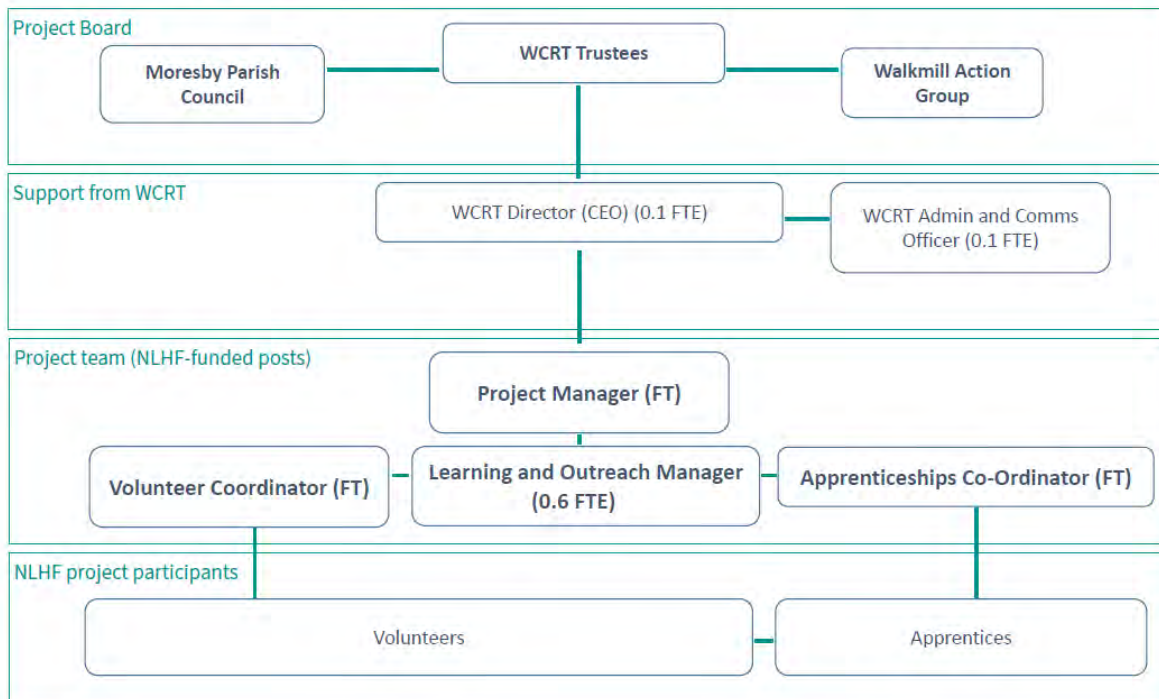 Project Board
WCRT Trustees
Moresby Parish
Council
Walkmill Action
Group
Support from WCRT
WCRT Director (CEO) (0.1 FTE)
WCRT Admin and Comms
Officer (0.1 FTE)
Project team (NLHF-funded posts)
Project Manager (FT)
Volunteer Coordinator (FT)
Learning and Outreach Manager
(0.6 FTE)
Apprenticeships Co-Ordinator (FT)
NLHF project participants
Volunteers
Apprentices